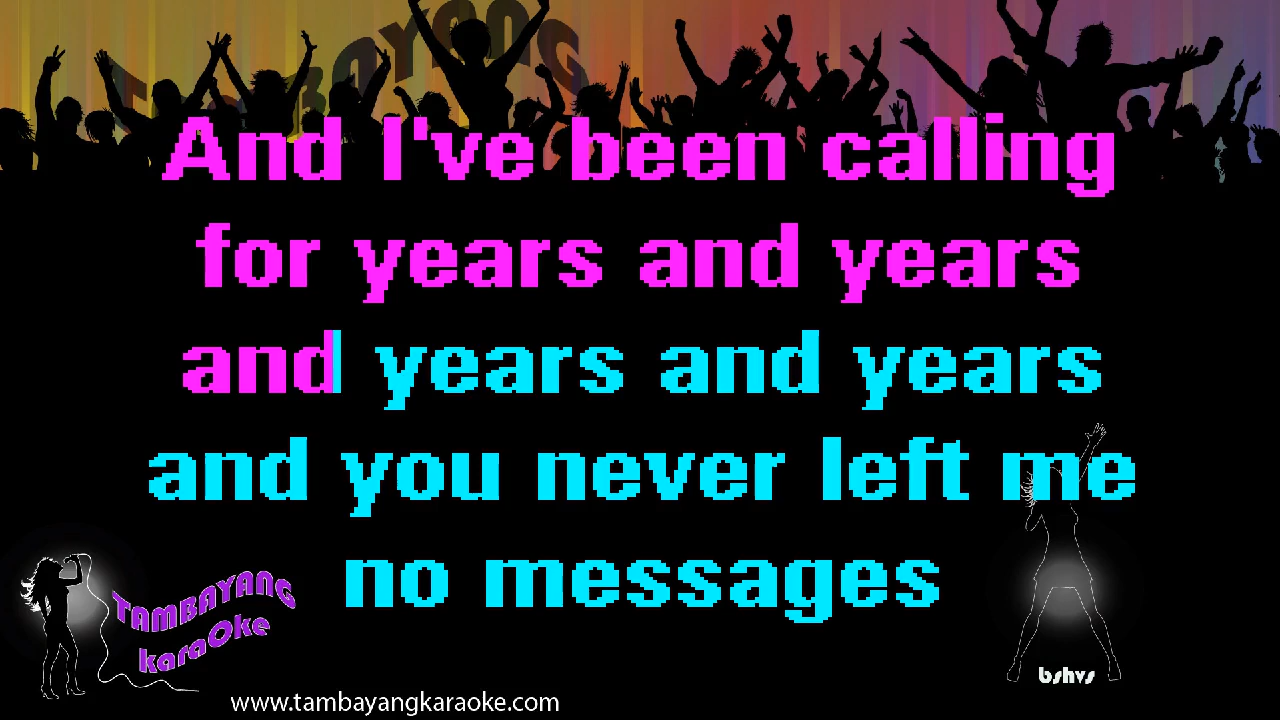 TAMBAYANG
And I've been calling
for years and years
and years and years
and you never left me
no messages
TAMBAYANG
karaOke
bshvs
www.tambayangkaraoke.com